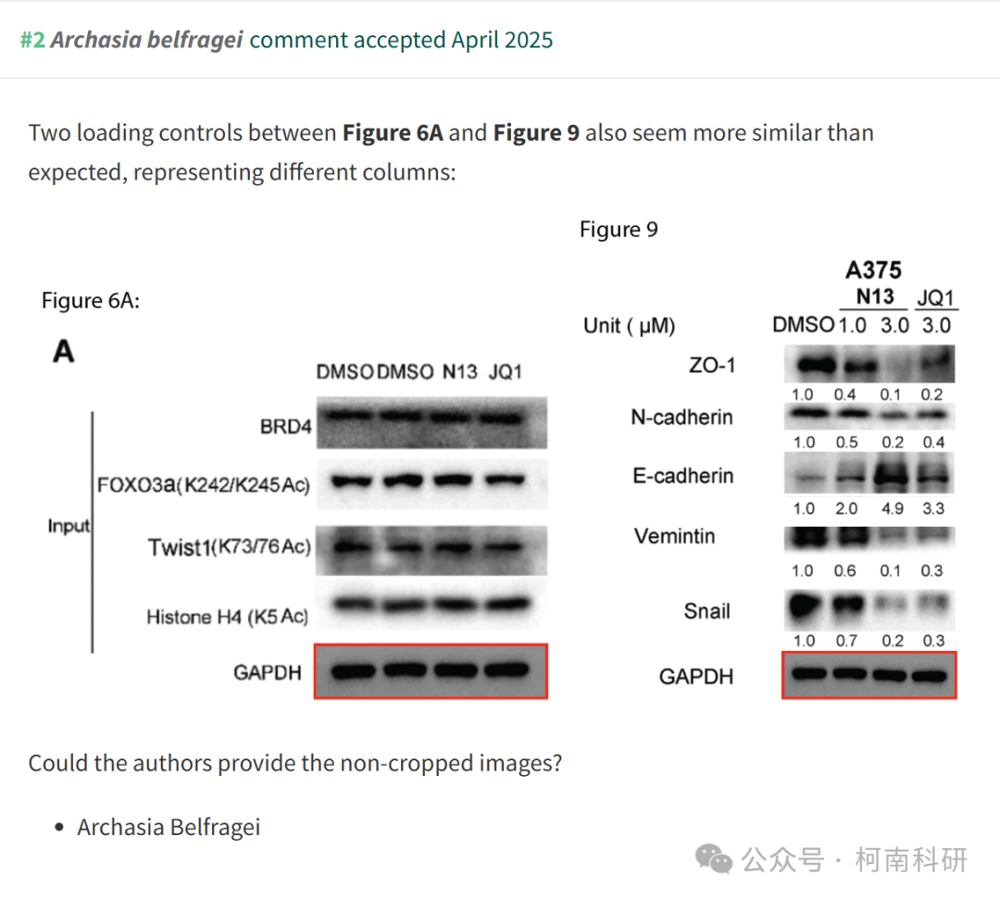 #2 Archasia belfragei comment accepted April 2025
Two loading controls between Figure 6A and Figure 9 also seem more similar than
expected, representing different columns:
Figure 6A:
A
DMSO DMSO N13 JQ1
Input
BRD4
FOXO3a(K242/K245Ac)
Twist1(K73/76Ac)
Histone H4 (K5Ac)
GAPDH
Figure 9
A375
N13 JQ1
Unit ( μM) DMSO 1.0 3.0 3.0
ZO-1
1.0 0.4 0.1 0.2
N-cadherin
1.0 0.5 0.2 0.4
E-cadherin
1.0 2.0 4.9 3.3
Vemintin
1.0 0.6 0.1 0.3
Snail
1.0 0.7 0.2 0.3
GAPDH
Could the authors provide the non-cropped images?
• Archasia Belfragei
公众号 · 柯南科研